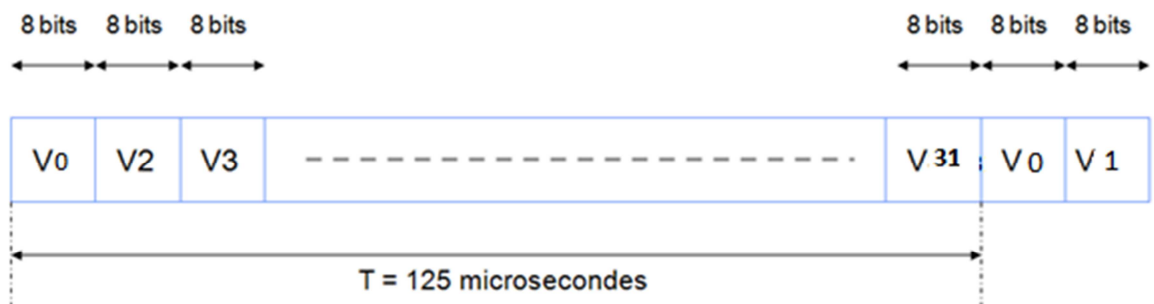 8 bits 8 bits 8 bits 8 bits 8 bits 8 bits
V0 V2 V3 V 31 V 0 V 1
T = 125 microsecondes